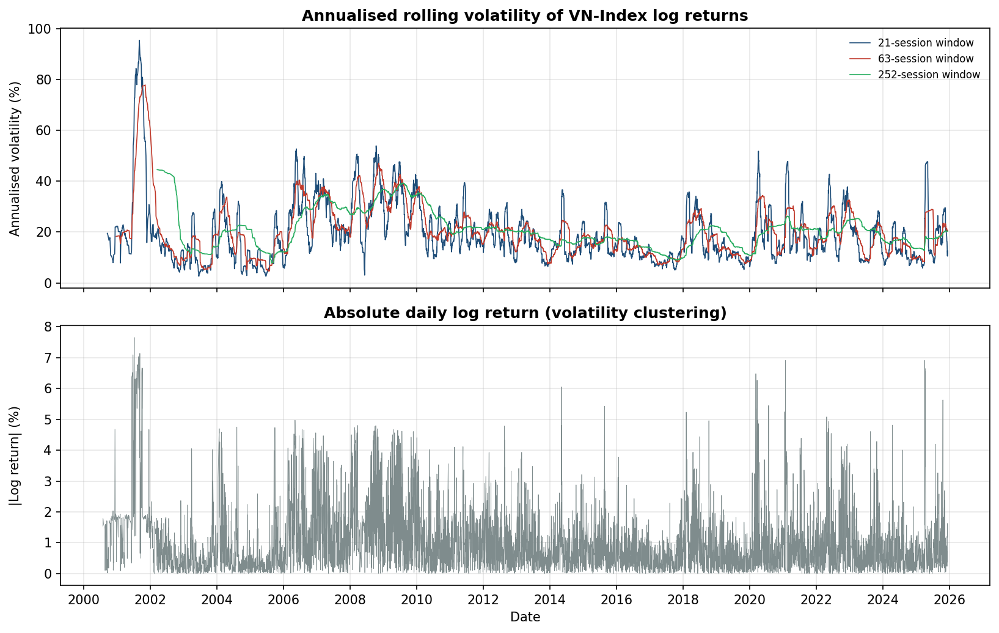 Annualised rolling volatility of VN-Index log returns
100
80
60
40
20
0
Annualised volatility (%)
21-session window
63-session window
252-session window
Absolute daily log return (volatility clustering)
8
7
6
5
4
3
2
1
0
|Log return| (%)
2000 2002 2004 2006 2008 2010 2012 2014 2016 2018 2020 2022 2024 2026
Date